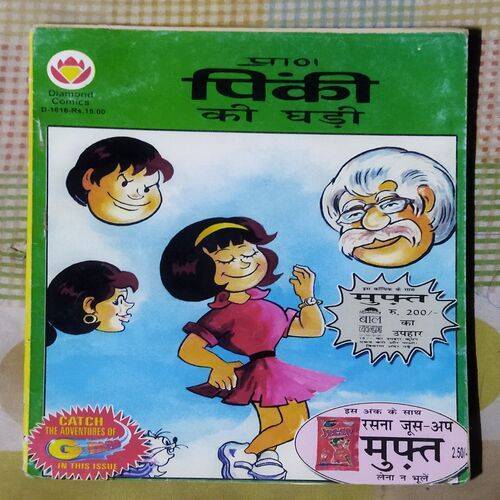 प्राण
पिंकी
की घड़ी
Diamond
Comics
D-1616-Rs.15.00
इस कॉमिक के साथ
मुफ्त
रु. 200/-
बाल
का
उपहार
CATCH
THE ADVENTURES OF
G
IN THIS ISSUE
इस अंक के साथ
रसना जूस-अप
मुफ़्त
2.50/-
लेना न भूलें